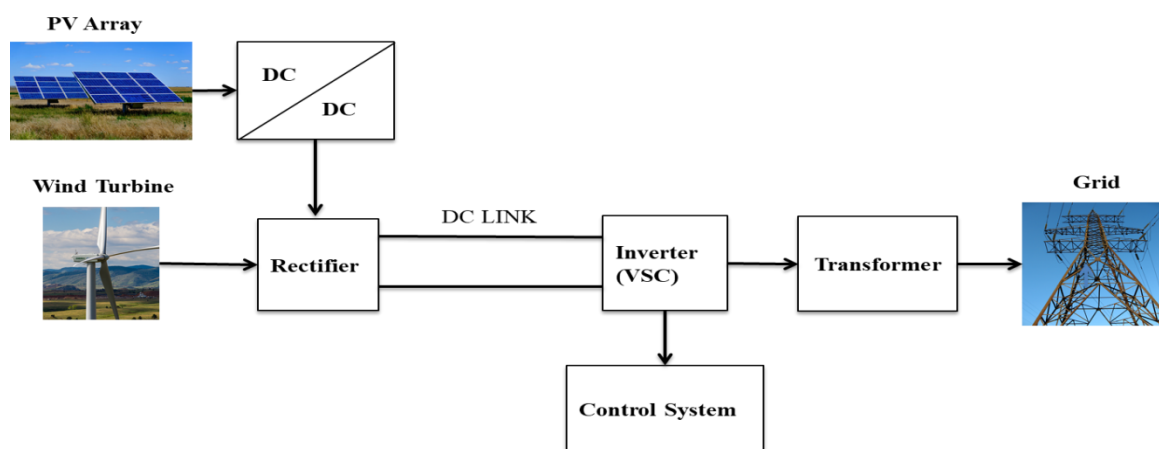 PV Array
DC
DC
Wind Turbine
Rectifier
DC LINK
Inverter
(VSC)
Transformer
Grid
Control System